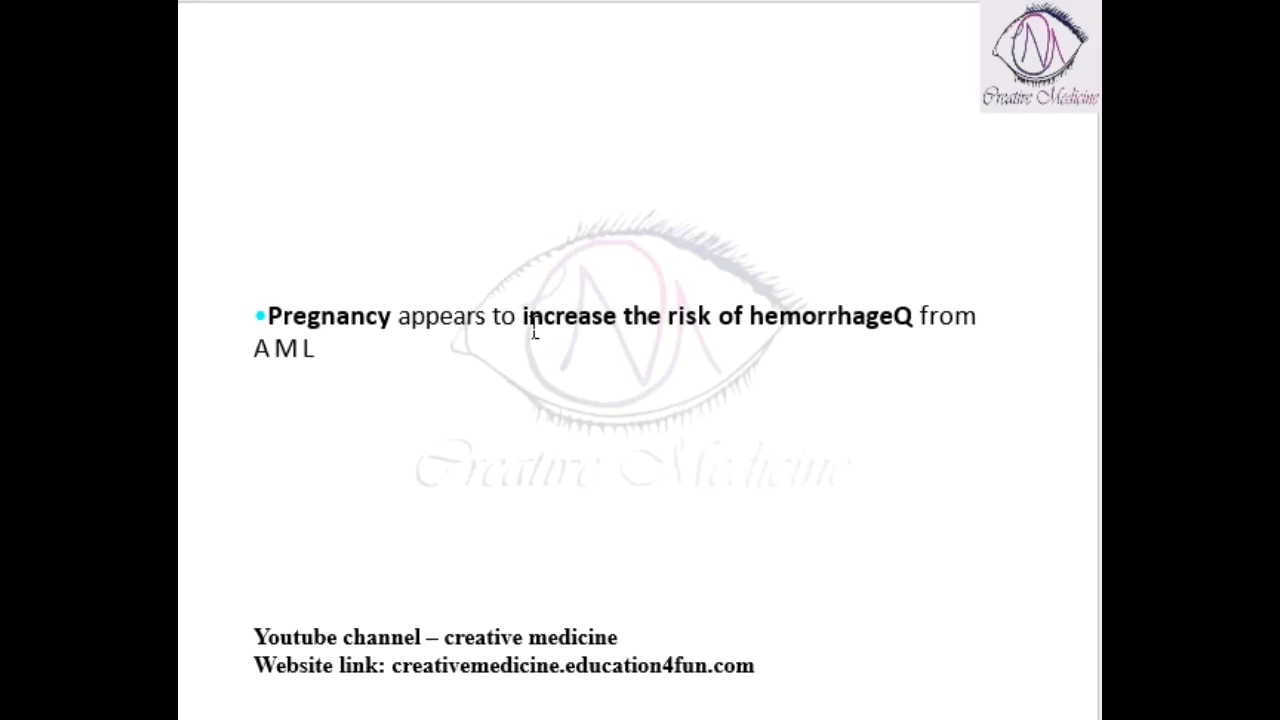 Creative Medicine
•Pregnancy appears to increase the risk of hemorrhageQ from
A M L
Creative Medicine
Youtube channel – creative medicine
Website link: creativemedicine.education4fun.com